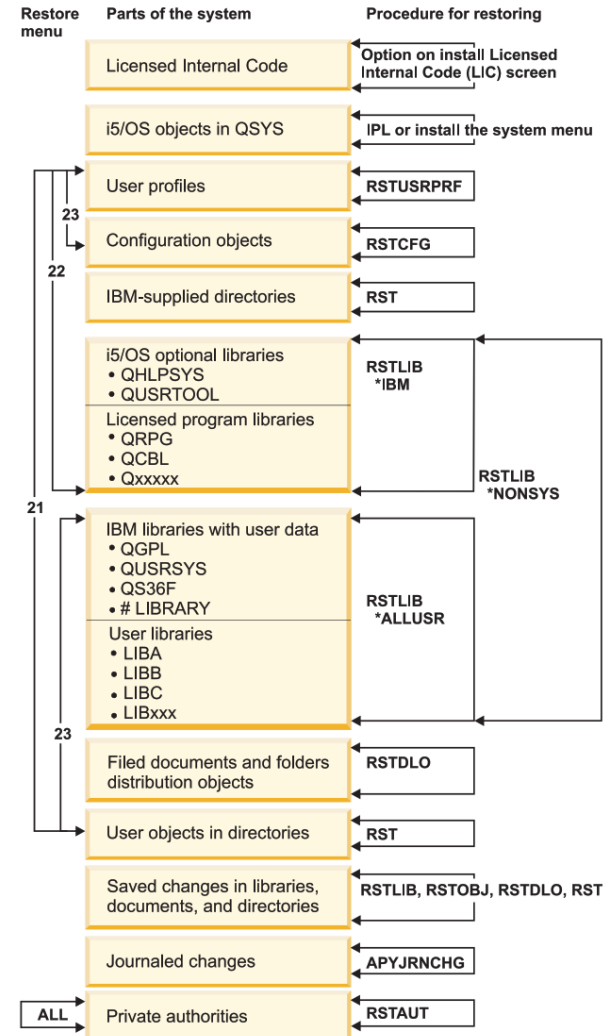 Restore menu
Parts of the system
Procedure for restoring
Licensed Internal Code
Option on install Licensed
Internal Code (LIC) screen
i5/OS objects in QSYS
IPL or install the system menu
User profiles
RSTUSRPRF
23
Configuration objects
RSTCFG
22
IBM-supplied directories
RST
i5/OS optional libraries
• QHLPSYS
• QUSRTOOL
RSTLIB
*IBM
Licensed program libraries
• QRPG
• QCBL
• Qxxxxx
RSTLIB
*NONSYS
21
IBM libraries with user data
• QGPL
• QUSRSYS
• QS36F
• # LIBRARY
RSTLIB
*ALLUSR
User libraries
• LIBA
• LIBB
• LIBC
• LIBxxx
23
Filed documents and folders
distribution objects
RSTDLO
User objects in directories
RST
Saved changes in libraries,
documents, and directories
RSTLIB, RSTOBJ, RSTDLO, RST
Journaled changes
APYJRNCHG
ALL
Private authorities
RSTAUT